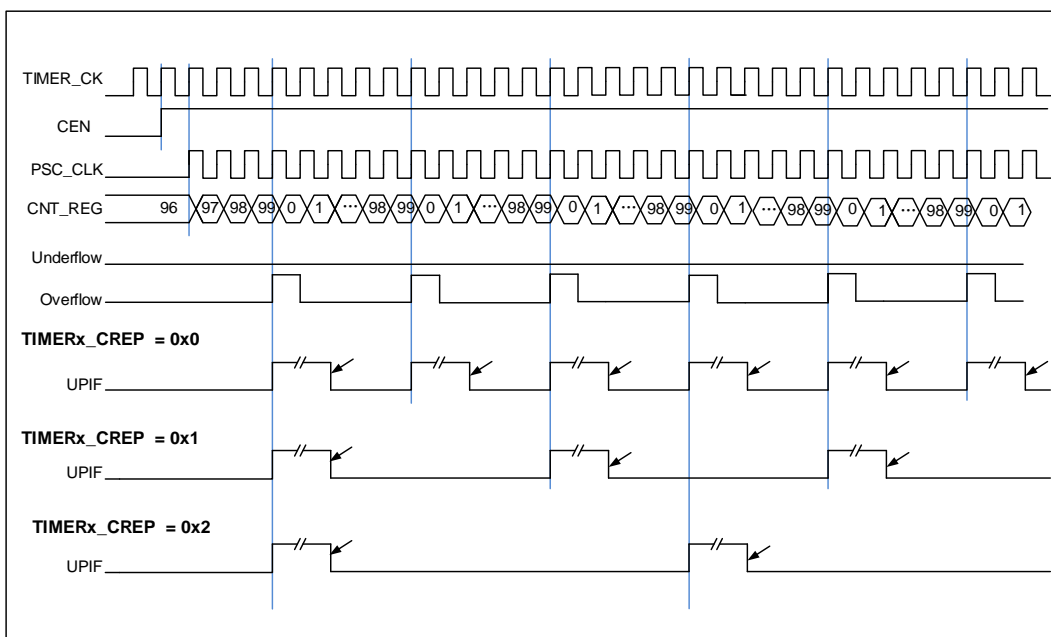 TIMER_CK
CEN
PSC_CLK
CNT_REG 96 97 98 99 0 1 ... 98 99 0 1 ... 98 99 0 1 ... 98 99 0 1 ... 98 99 0 1 ... 98 99 0 1
Underflow
Overflow
TIMERx_CREP = 0x0
UPIF // // // // // //
TIMERx_CREP = 0x1
UPIF // // //
TIMERx_CREP = 0x2
UPIF // //